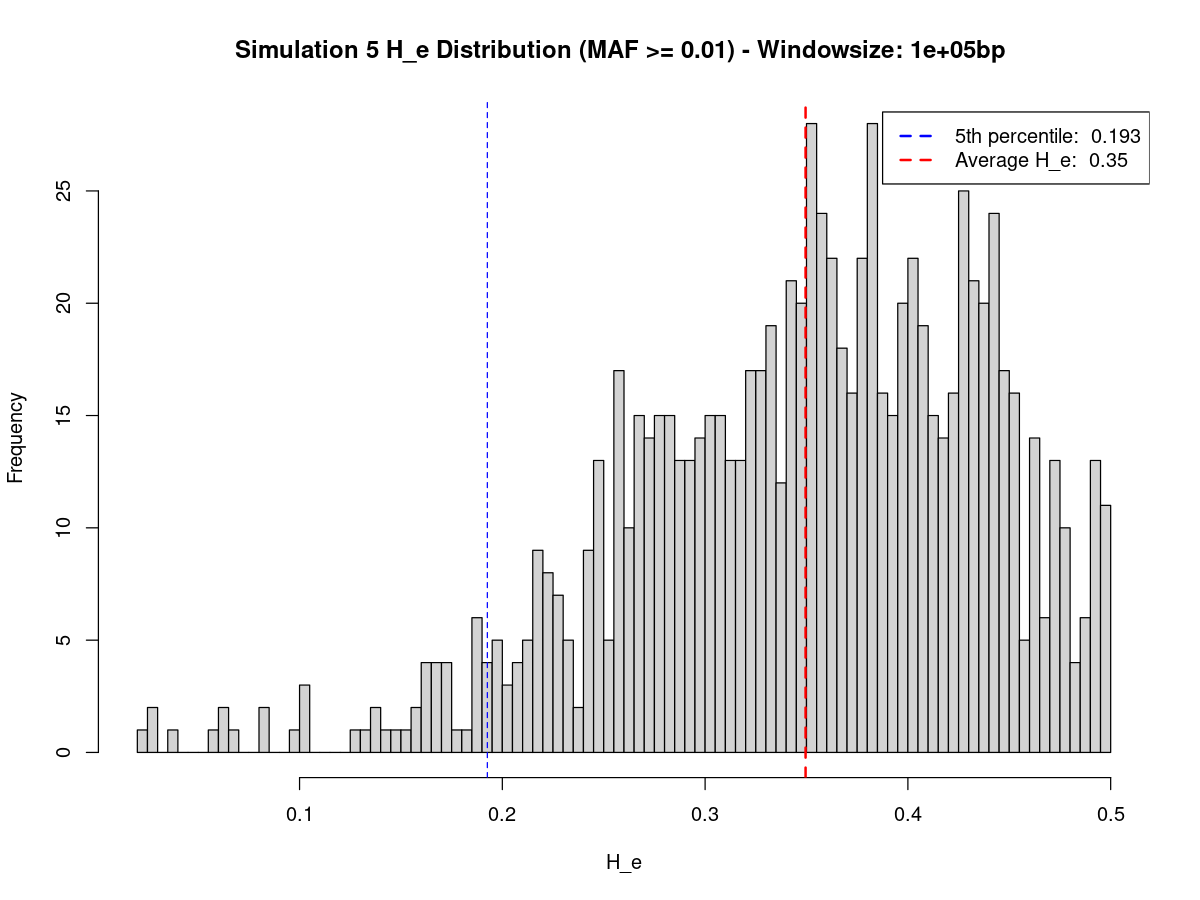 Simulation 5 H_e Distribution (MAF >= 0.01) - Windowsize: 1e+05bp
5th percentile:  0.193
Average H_e:  0.35
Frequency
25
20
15
10
5
0
0.1 0.2 0.3 0.4 0.5
H_e